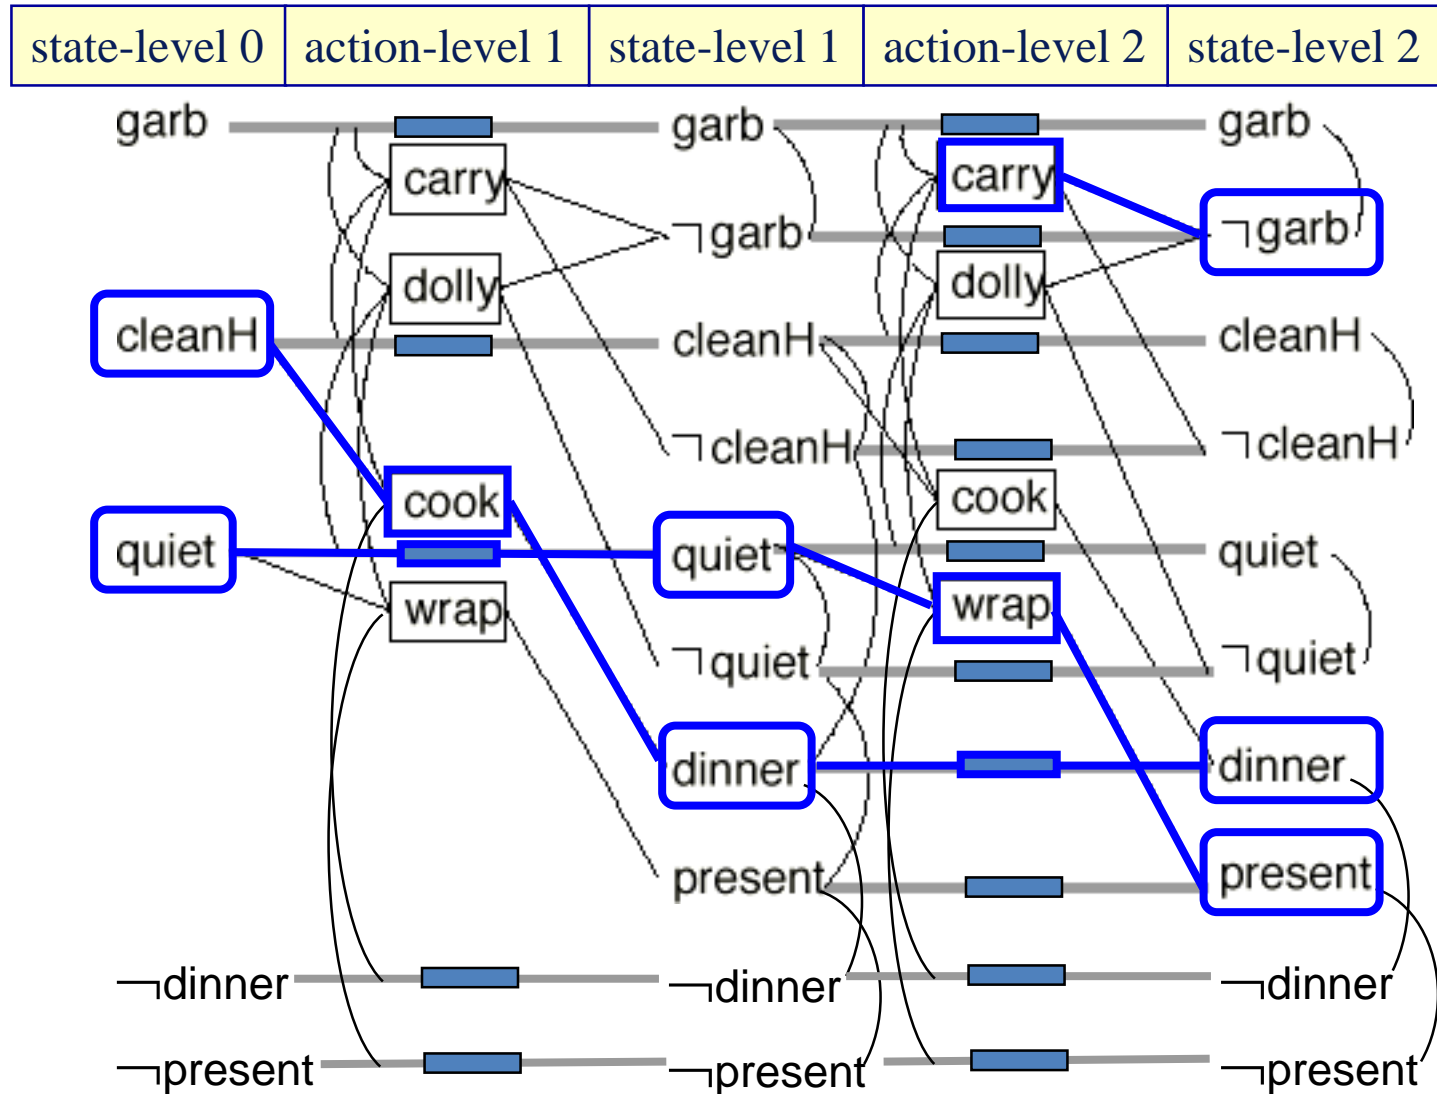 state-level 0 action-level 1 state-level 1 action-level 2 state-level 2
garb garb garb
carry carry
¬garb ¬garb
dolly dolly
cleanH cleanH cleanH
¬cleanH ¬cleanH
cook cook
quiet quiet quiet
wrap wrap
¬quiet ¬quiet
dinner dinner
present present
¬dinner ¬dinner ¬dinner
¬present ¬present ¬present